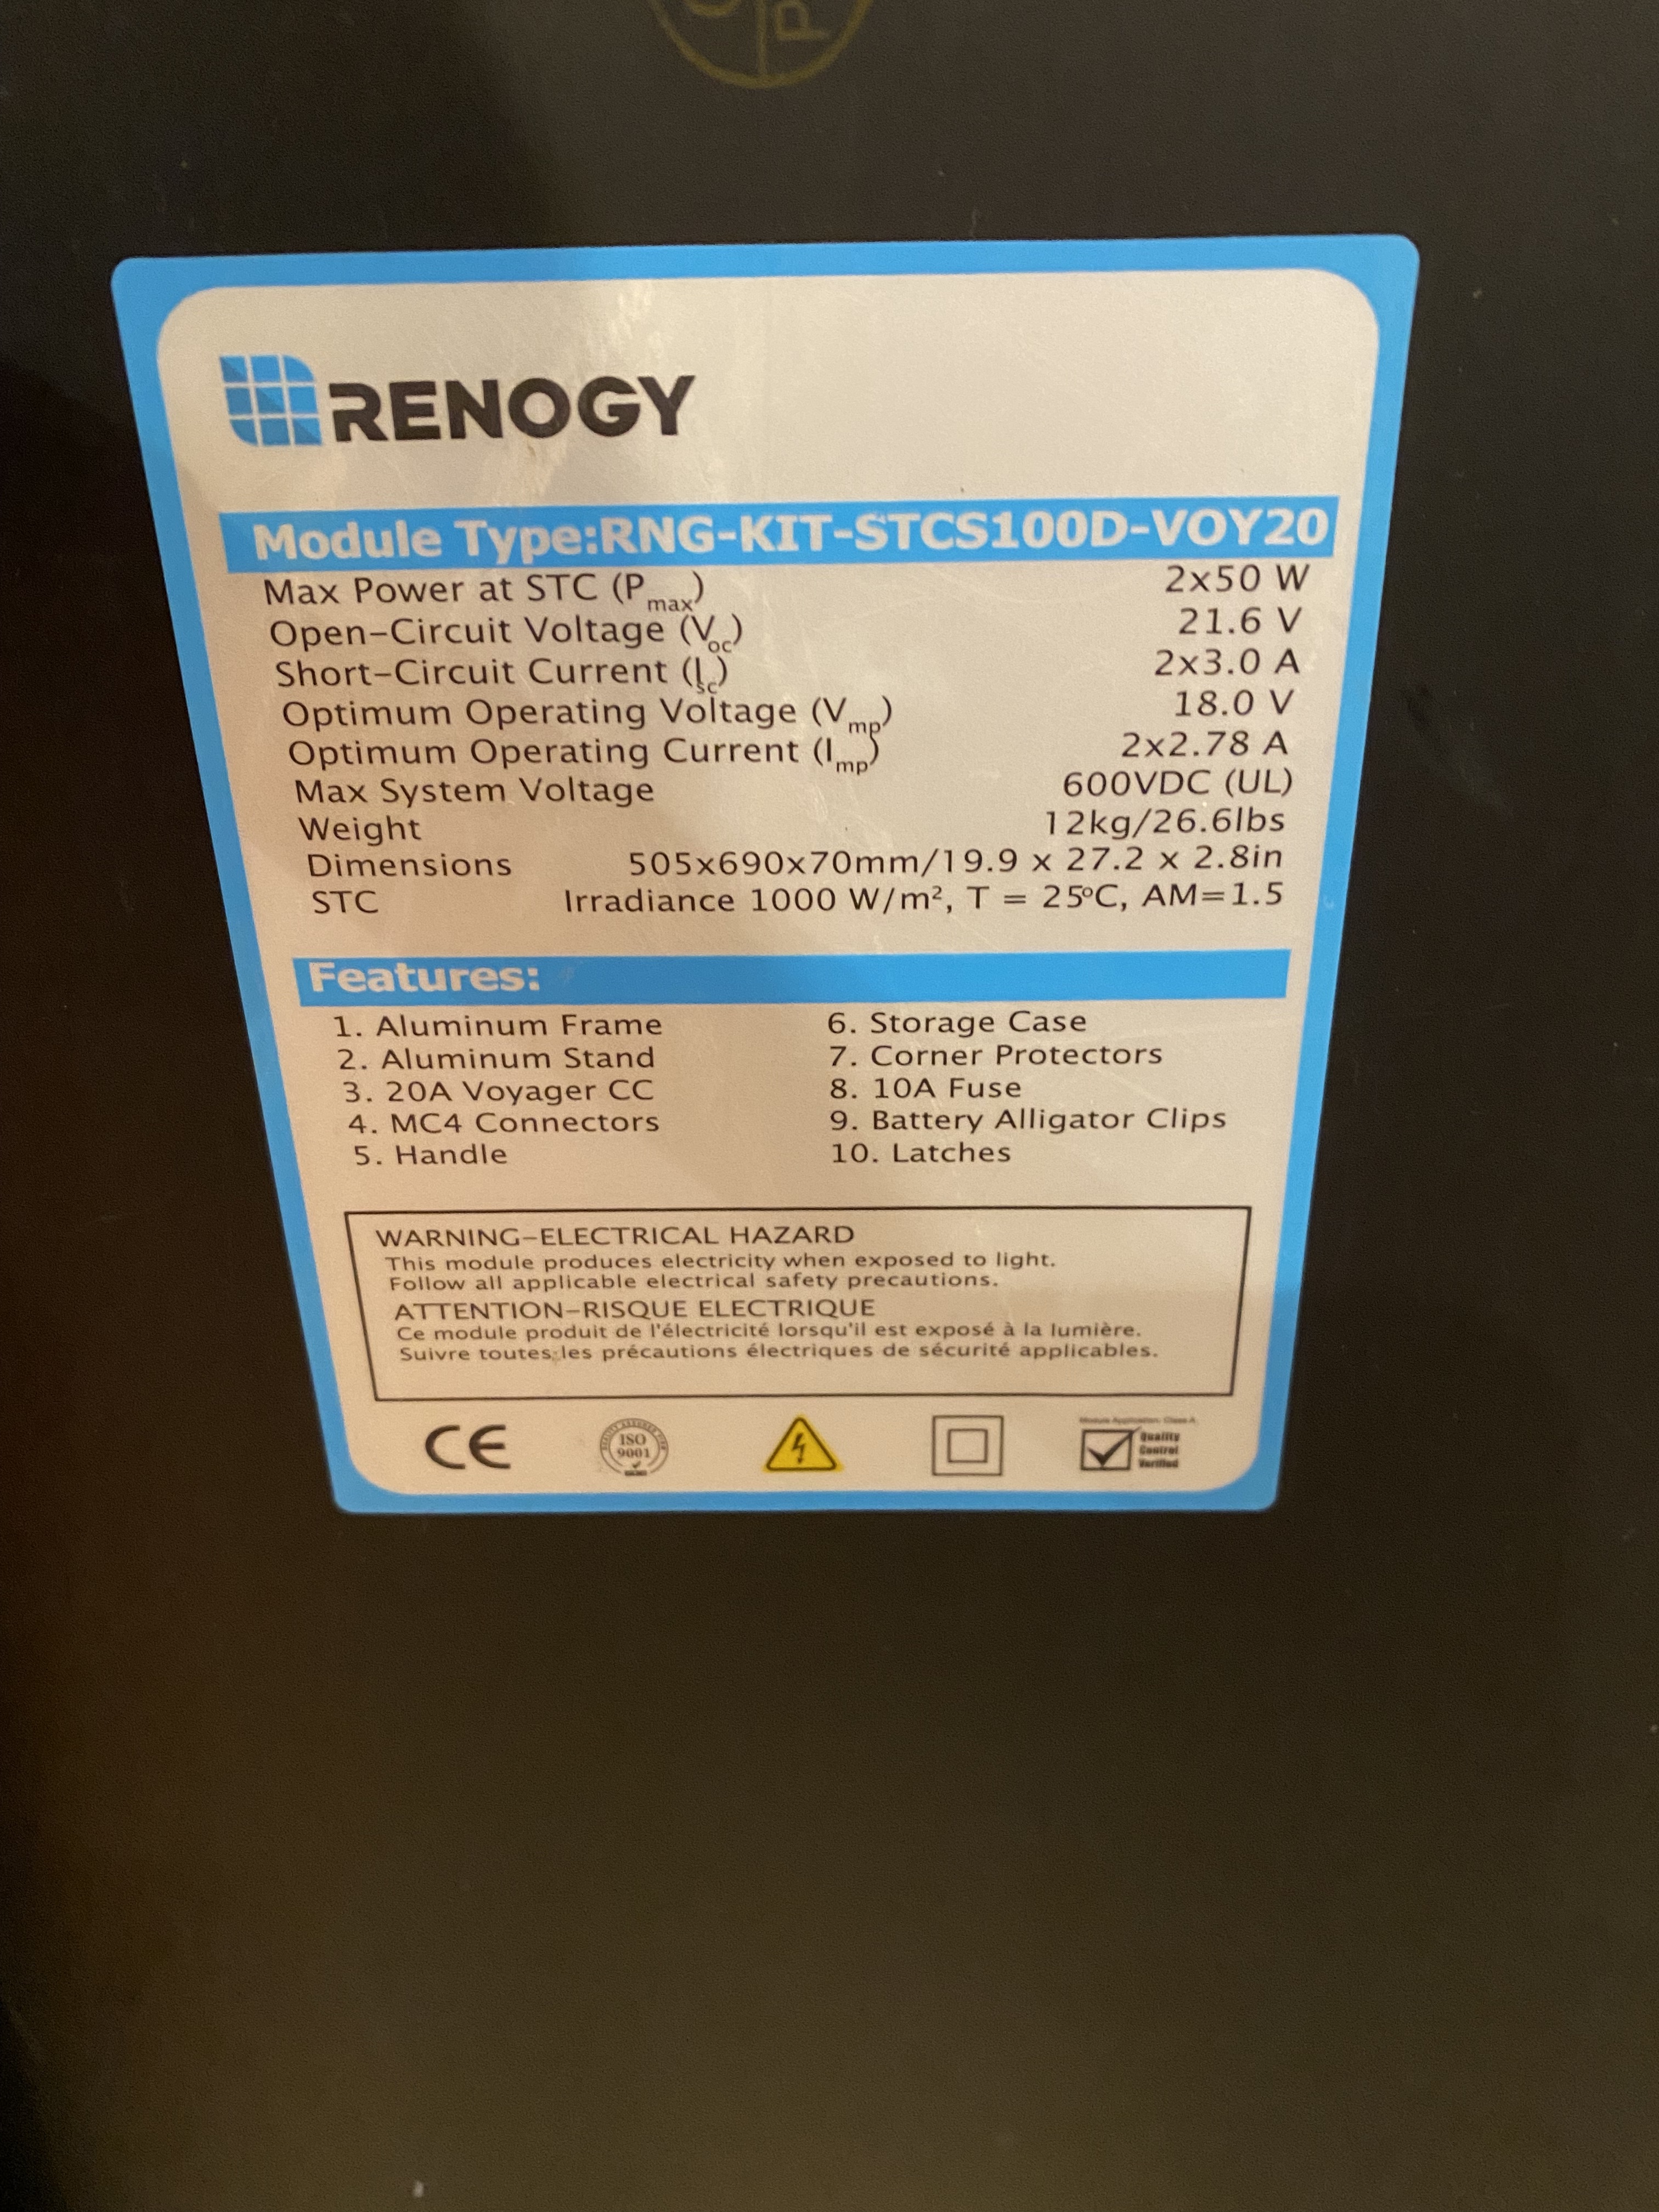 RENOGY
Module Type:RNG-KIT-STCS100D-VOY20
Max Power at STC (Pmax) 2x50 W
Open-Circuit Voltage (Voc) 21.6 V
Short-Circuit Current (Isc) 2x3.0 A
Optimum Operating Voltage (Vmp) 18.0 V
Optimum Operating Current (Imp) 2x2.78 A
Max System Voltage 600VDC (UL)
Weight 12kg/26.6lbs
Dimensions 505x690x70mm/19.9 x 27.2 x 2.8in
STC Irradiance 1000 W/m², T = 25ºC, AM=1.5
Features:
1. Aluminum Frame
2. Aluminum Stand
3. 20A Voyager CC
4. MC4 Connectors
5. Handle
6. Storage Case
7. Corner Protectors
8. 10A Fuse
9. Battery Alligator Clips
10. Latches
WARNING-ELECTRICAL HAZARD
This module produces electricity when exposed to light.
Follow all applicable electrical safety precautions.
ATTENTION-RISQUE ELECTRIQUE
Ce module produit de l'électricité lorsqu'il est exposé à la lumière.
Suivre toutes les précautions électriques de sécurité applicables.
CE
ISO
9001
Module Application: Class A
Quality
Control
Verified